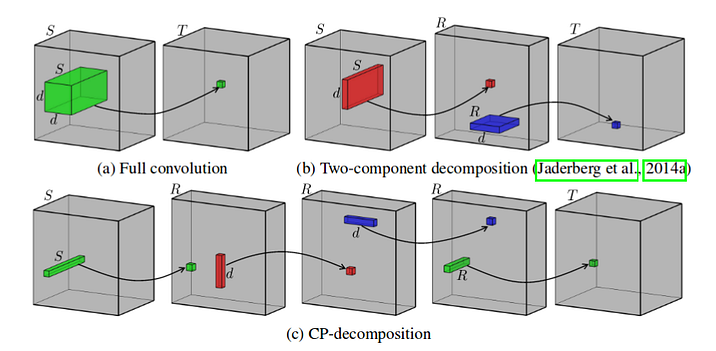 S T S R T
S S
d d R
d d
(a) Full convolution (b) Two-component decomposition (Jaderberg et al., 2014a)
S R R R T
S d d R
(c) CP-decomposition